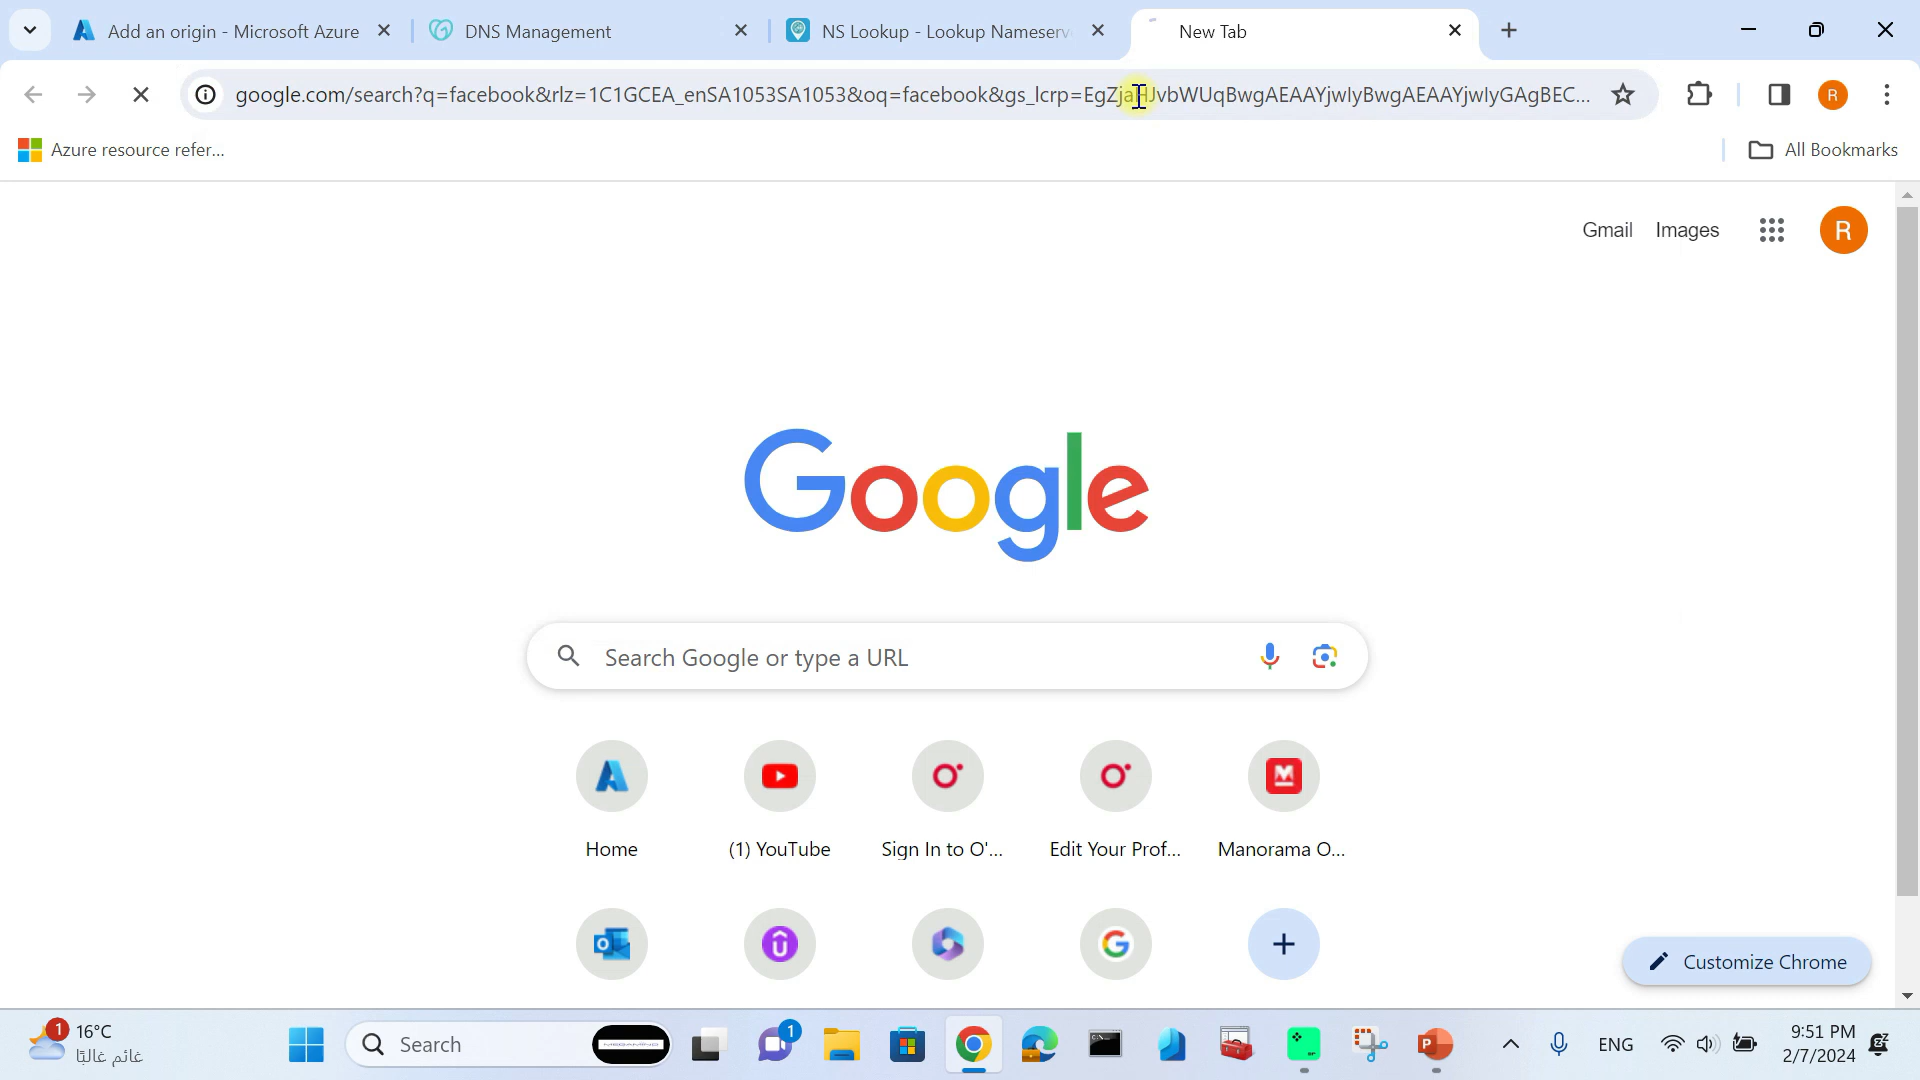 Add an origin - Microsoft Azure
DNS Management
NS Lookup - Lookup Nameserv
New Tab
google.com/search?q=facebook&rlz=1C1GCEA_enSA1053SA1053&oq=facebook&gs_lcrp=EgZjaHJvbWUqBwgAEAAYjwIyBwgAEAAYjwIyGAgBEC...
R
Azure resource refer...
All Bookmarks
Gmail
Images
R
Google
Search Google or type a URL
Home
(1) YouTube
Sign In to O'...
Edit Your Prof...
Manorama O...
Customize Chrome
1
16°C
غائم غالبًا
Search
1
ENG
9:51 PM
2/7/2024